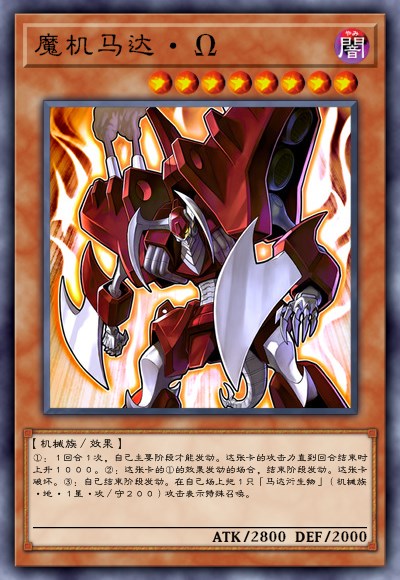 魔机马达・Ω
やみ
闇
【机械族／效果】
①：1回合1次，自己主要阶段才能发动。这张卡的攻击力直到回合结束时
上升1000。②：这张卡的①的效果发动的场合，结束阶段发动。这张卡
破坏。③：自己结束阶段发动。在自己场上把1只「马达衍生物」（机械族
・地・1星・攻／守200）攻击表示特殊召唤。
ATK/2800 DEF/2000